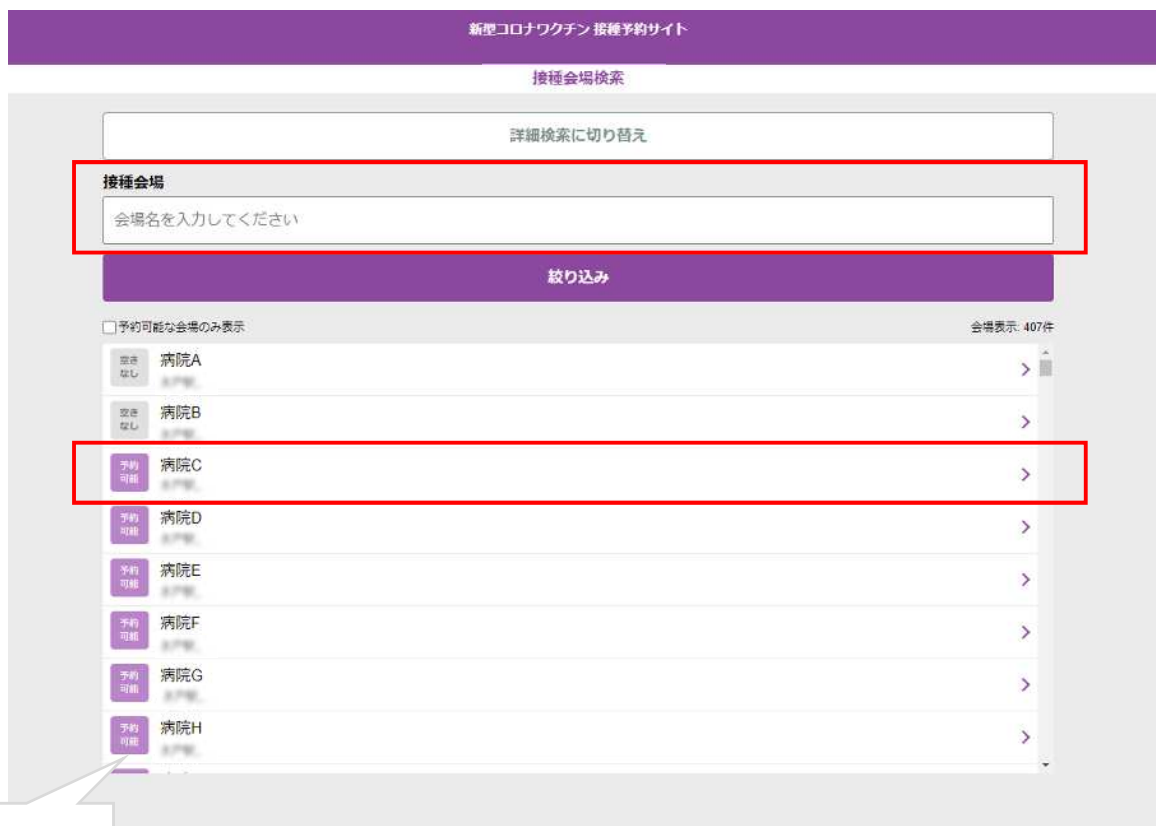 新型コロナワクチン 接種予約サイト
接種会場検索
詳細検索に切り替え
接種会場
会場名を入力してください
絞り込み
予約可能な会場のみ表示
会場表示: 407件
空き
なし
病院A
空き
なし
病院B
予約
可能
病院C
予約
可能
病院D
予約
可能
病院E
予約
可能
病院F
予約
可能
病院G
予約
可能
病院H